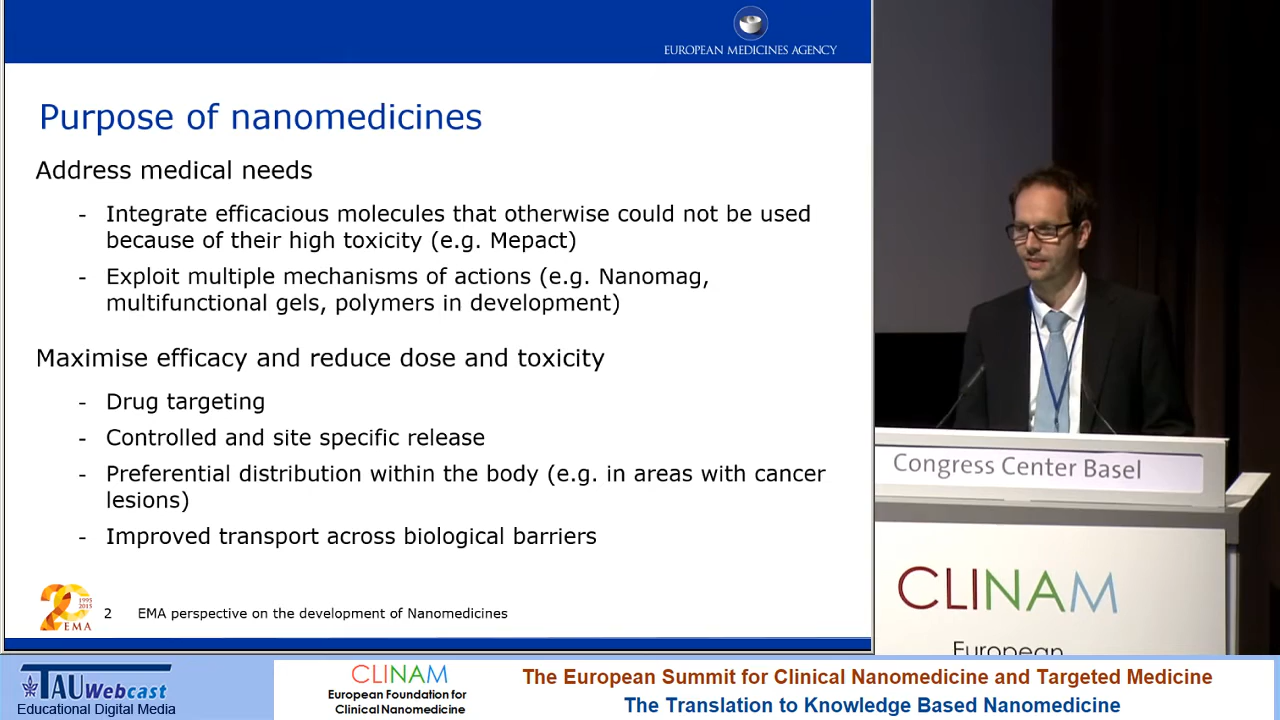 EUROPEAN MEDICINES AGENCY
Purpose of nanomedicines
Address medical needs
- Integrate efficacious molecules that otherwise could not be used
because of their high toxicity (e.g. Mepact)
- Exploit multiple mechanisms of actions (e.g. Nanomag,
multifunctional gels, polymers in development)
Maximise efficacy and reduce dose and toxicity
- Drug targeting
- Controlled and site specific release
- Preferential distribution within the body (e.g. in areas with cancer
lesions)
- Improved transport across biological barriers
20
1995
2015
EMA
2 EMA perspective on the development of Nanomedicines
Congress Center Basel
CLINAM
European
TAU Webcast
Educational Digital Media
CLINAM
European Foundation for
Clinical Nanomedicine
The European Summit for Clinical Nanomedicine and Targeted Medicine
The Translation to Knowledge Based Nanomedicine